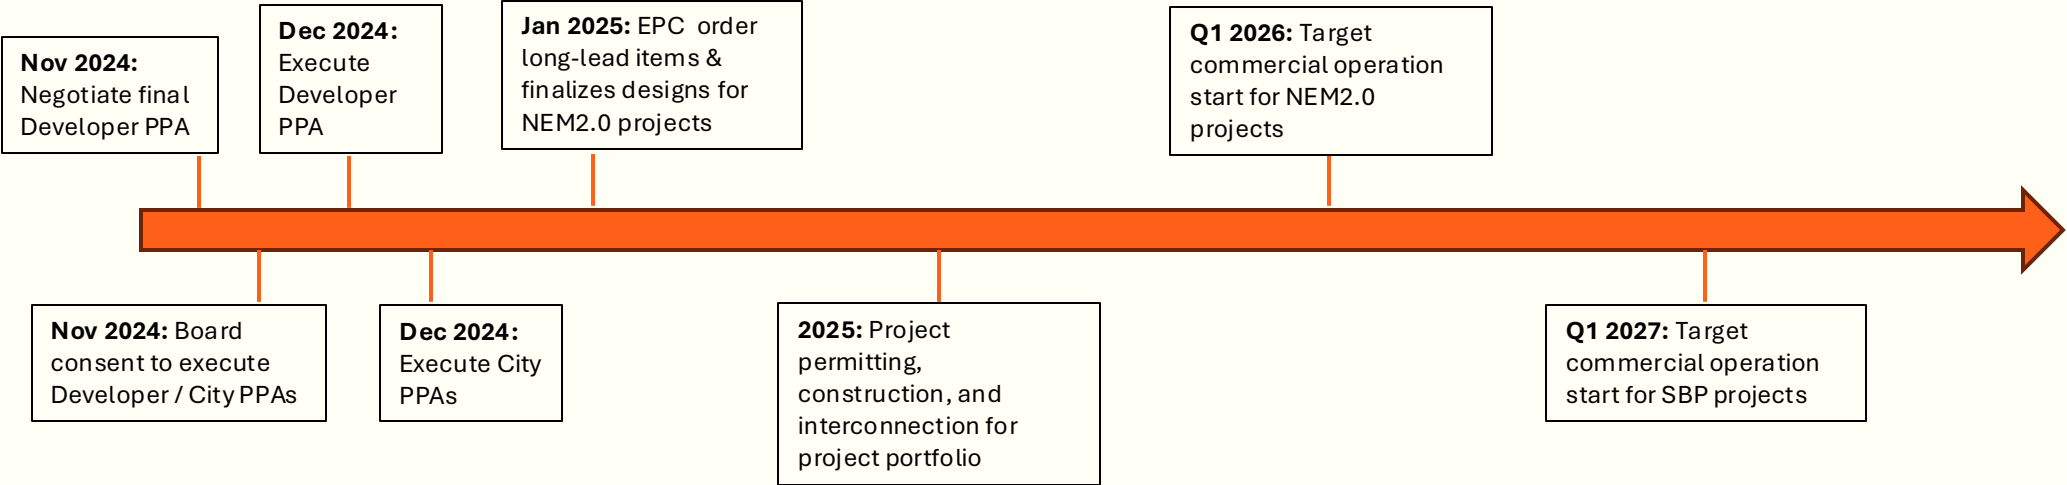 Nov 2024:
Negotiate final
Developer PPA
Dec 2024:
Execute
Developer
PPA
Jan 2025: EPC order
long-lead items &
finalizes designs for
NEM2.0 projects
Q1 2026: Target
commercial operation
start for NEM2.0
projects
Nov 2024: Board
consent to execute
Developer / City PPAs
Dec 2024:
Execute City
PPAs
2025: Project
permitting,
construction, and
interconnection for
project portfolio
Q1 2027: Target
commercial operation
start for SBP projects